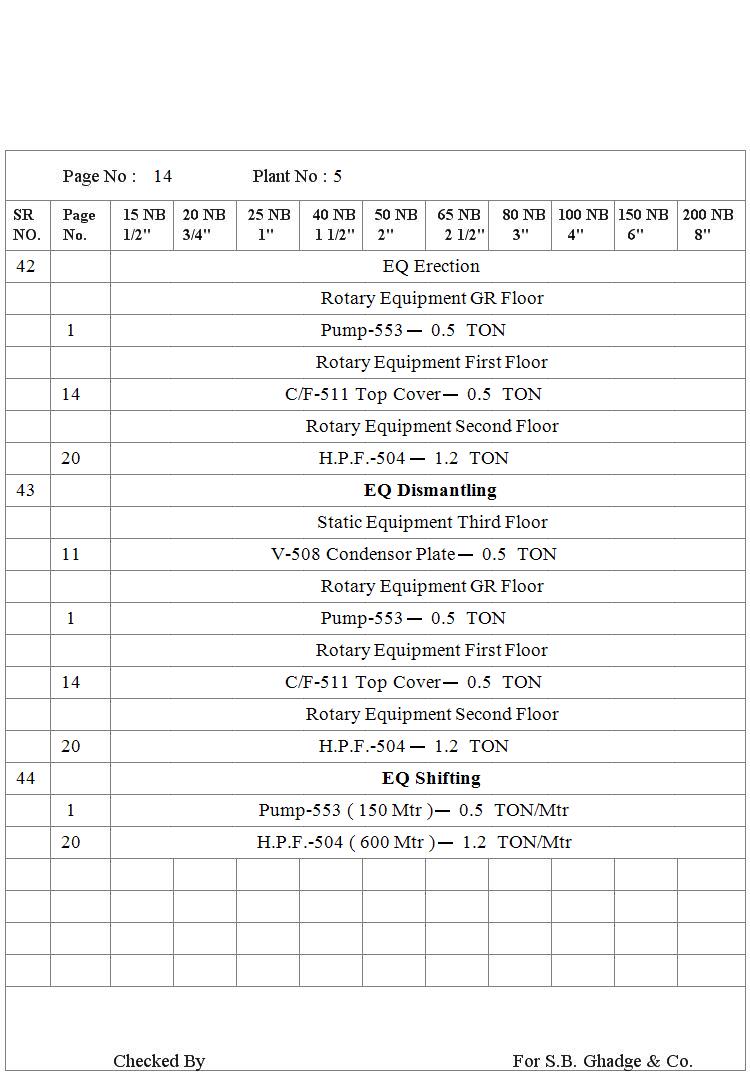 Page No : 14 Plant No : 5
SR NO. Page No. 15 NB 1/2" 20 NB 3/4" 25 NB 1" 40 NB 1 1/2" 50 NB 2" 65 NB 2 1/2" 80 NB 3" 100 NB 4" 150 NB 6" 200 NB 8"
42 EQ Erection
Rotary Equipment GR Floor
1 Pump-553 — 0.5 TON
Rotary Equipment First Floor
14 C/F-511 Top Cover— 0.5 TON
Rotary Equipment Second Floor
20 H.P.F.-504 — 1.2 TON
43 EQ Dismantling
Static Equipment Third Floor
11 V-508 Condensor Plate— 0.5 TON
Rotary Equipment GR Floor
1 Pump-553 — 0.5 TON
Rotary Equipment First Floor
14 C/F-511 Top Cover— 0.5 TON
Rotary Equipment Second Floor
20 H.P.F.-504 — 1.2 TON
44 EQ Shifting
1 Pump-553 ( 150 Mtr )— 0.5 TON/Mtr
20 H.P.F.-504 ( 600 Mtr )— 1.2 TON/Mtr
Checked By For S.B. Ghadge & Co.